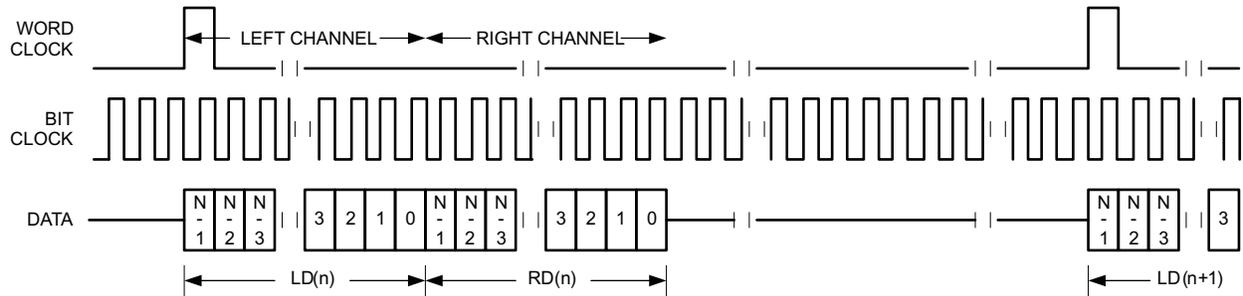 WORD
CLOCK
LEFT CHANNEL
RIGHT CHANNEL
BIT
CLOCK
DATA
N-1
N-2
N-3
3
2
1
0
N-1
N-2
N-3
3
2
1
0
N-1
N-2
N-3
3
LD(n)
RD(n)
LD(n+1)